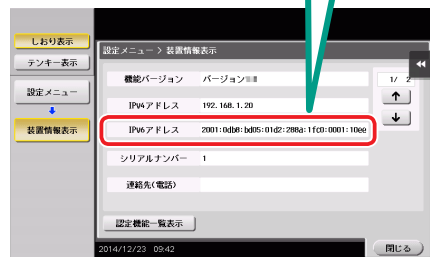 しおり表示
テンキー表示
設定メニュー
装置情報表示
設定メニュー > 装置情報表示
機能バージョン バージョン
1/ 2
IPv4アドレス 192.168.1.20
IPv6アドレス 2001:0db8:bd05:01d2:288a:1fc0:0001:10ee
シリアルナンバー 1
連絡先(電話)
認定機能一覧表示
2014/12/23 09:42
閉じる